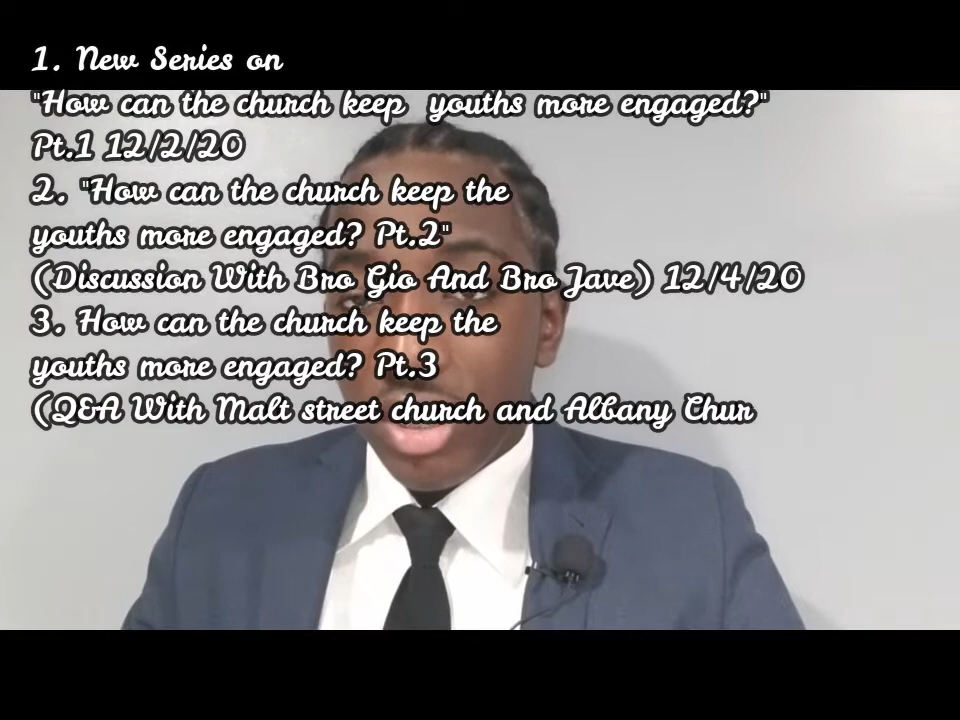 1. New Series on
"How can the church keep  youths more engaged?"
Pt.1 12/2/20
2. "How can the church keep the
youths more engaged? Pt.2"
(Discussion With Bro Gio And Bro Jave) 12/4/20
3. How can the church keep the
youths more engaged? Pt.3
(Q&A With Malt street church and Albany Chur